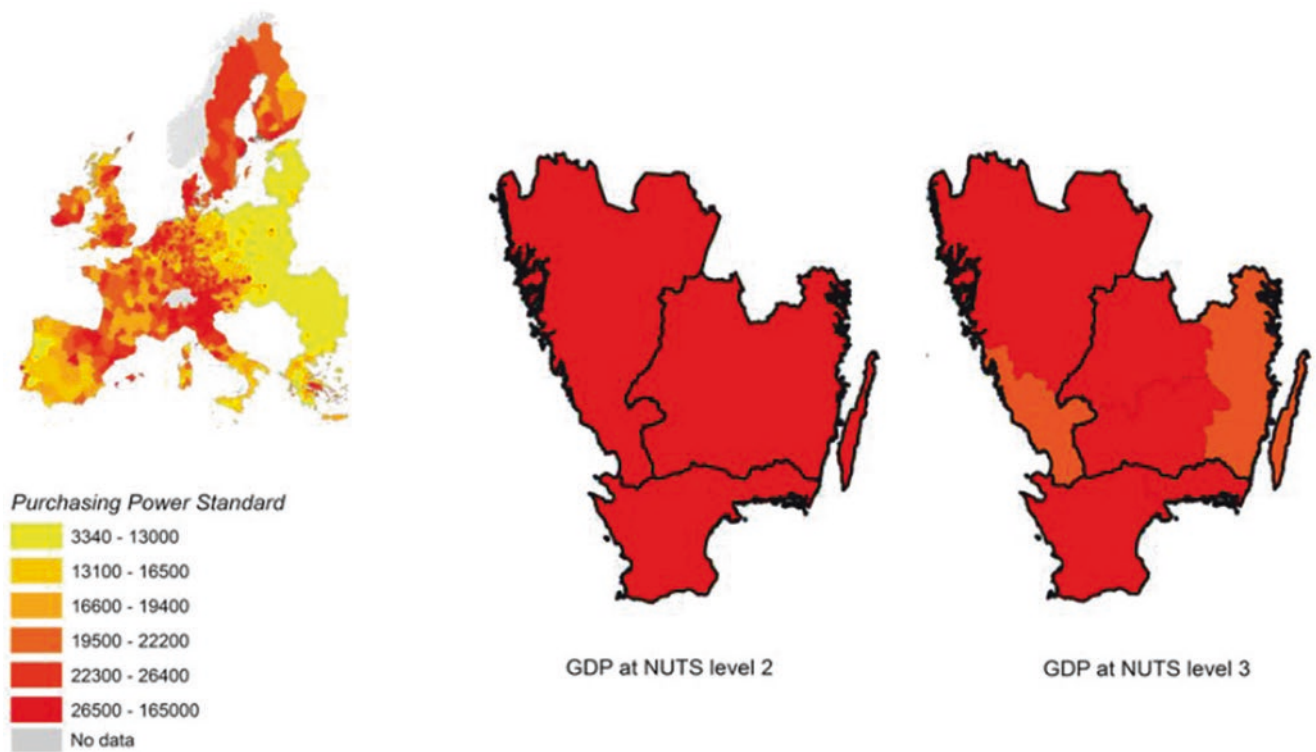 Purchasing Power Standard
3340 - 13000
13100 - 16500
16600 - 19400
19500 - 22200
22300 - 26400
26500 - 165000
No data
GDP at NUTS level 2
GDP at NUTS level 3